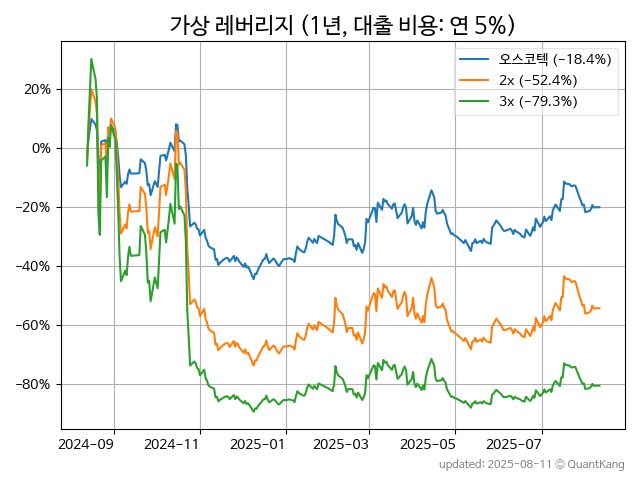 가상 레버리지 (1년, 대출 비용: 연 5%)
오스코텍 (−18.4%)
2x (−52.4%)
3x (−79.3%)
20%
0%
−20%
−40%
−60%
−80%
2024-09
2024-11
2025-01
2025-03
2025-05
2025-07
updated: 2025-08-11 © QuantKang